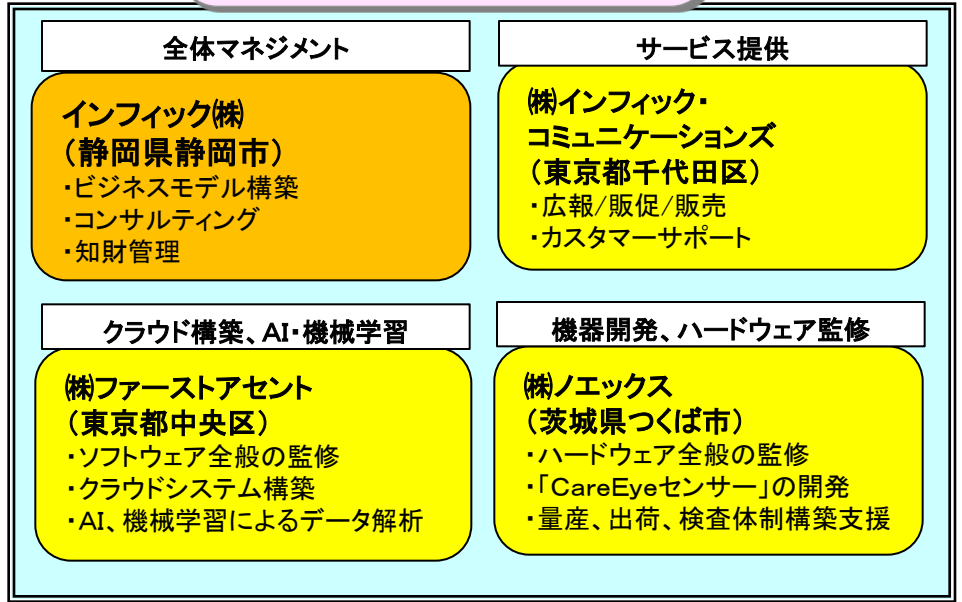 全体マネジメント
インフィック㈱
（静岡県静岡市）
・ビジネスモデル構築
・コンサルティング
・知財管理
サービス提供
㈱インフィック・
コミュニケーションズ
（東京都千代田区）
・広報/販促/販売
・カスタマーサポート
クラウド構築、AI・機械学習
㈱ファーストアセント
（東京都中央区）
・ソフトウェア全般の監修
・クラウドシステム構築
・AI、機械学習によるデータ解析
機器開発、ハードウェア監修
㈱ノエックス
（茨城県つくば市）
・ハードウェア全般の監修
・「CareEyeセンサー」の開発
・量産、出荷、検査体制構築支援